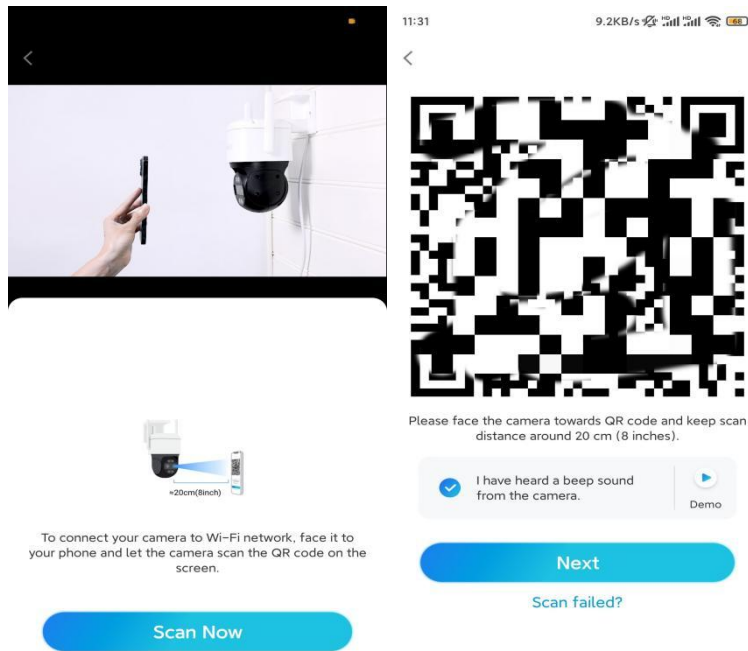 ≈20cm(8inch)
To connect your camera to Wi-Fi network, face it to
your phone and let the camera scan the QR code on the
screen.
Scan Now
11:31
9.2KB/s HD HD 68
Please face the camera towards QR code and keep scan
distance around 20 cm (8 inches).
I have heard a beep sound
from the camera.
Demo
Next
Scan failed?